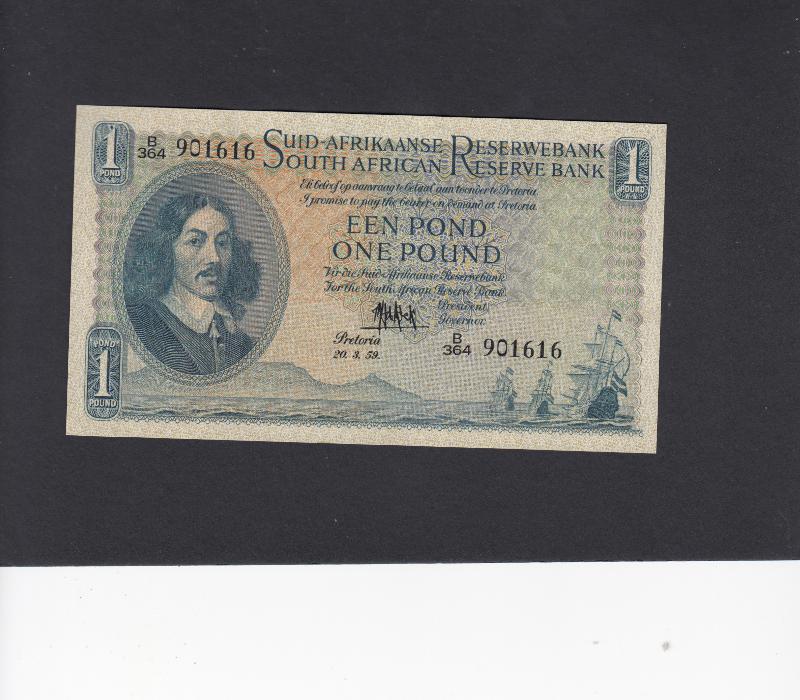 1
POND
B/364 901616
SUID-AFRIKAANSE RESERWEBANK
SOUTH AFRICAN RESERVE BANK
1
POUND
Ek beloof op aanvraag te betaal aan toonder te Pretoria
I promise to pay the bearer on demand at Pretoria
EEN POND
ONE POUND
Vir die Suid-Afrikaanse Reserwebank
For the South African Reserve Bank
President
Governor
Pretoria
20. 3. 59.
B/364 901616
POND
1
POUND